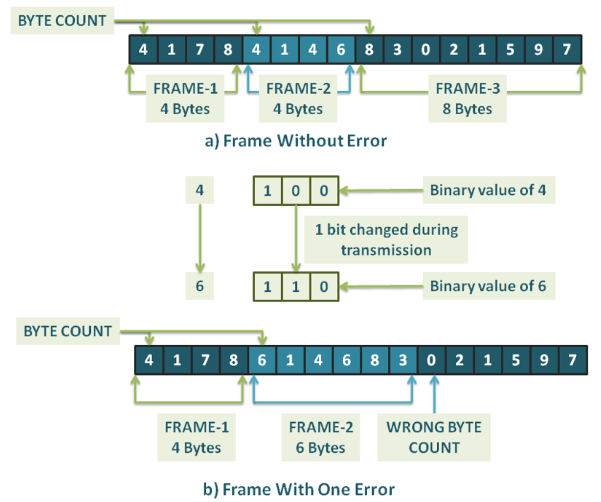 BYTE COUNT
4 1 7 8 4 1 4 6 8 3 0 2 1 5 9 7
FRAME-1 FRAME-2 FRAME-3
4 Bytes 4 Bytes 8 Bytes
a) Frame Without Error
4 1 0 0 Binary value of 4
1 bit changed during
transmission
6 1 1 0 Binary value of 6
BYTE COUNT
4 1 7 8 6 1 4 6 8 3 0 2 1 5 9 7
FRAME-1 FRAME-2 WRONG BYTE
4 Bytes 6 Bytes COUNT
b) Frame With One Error